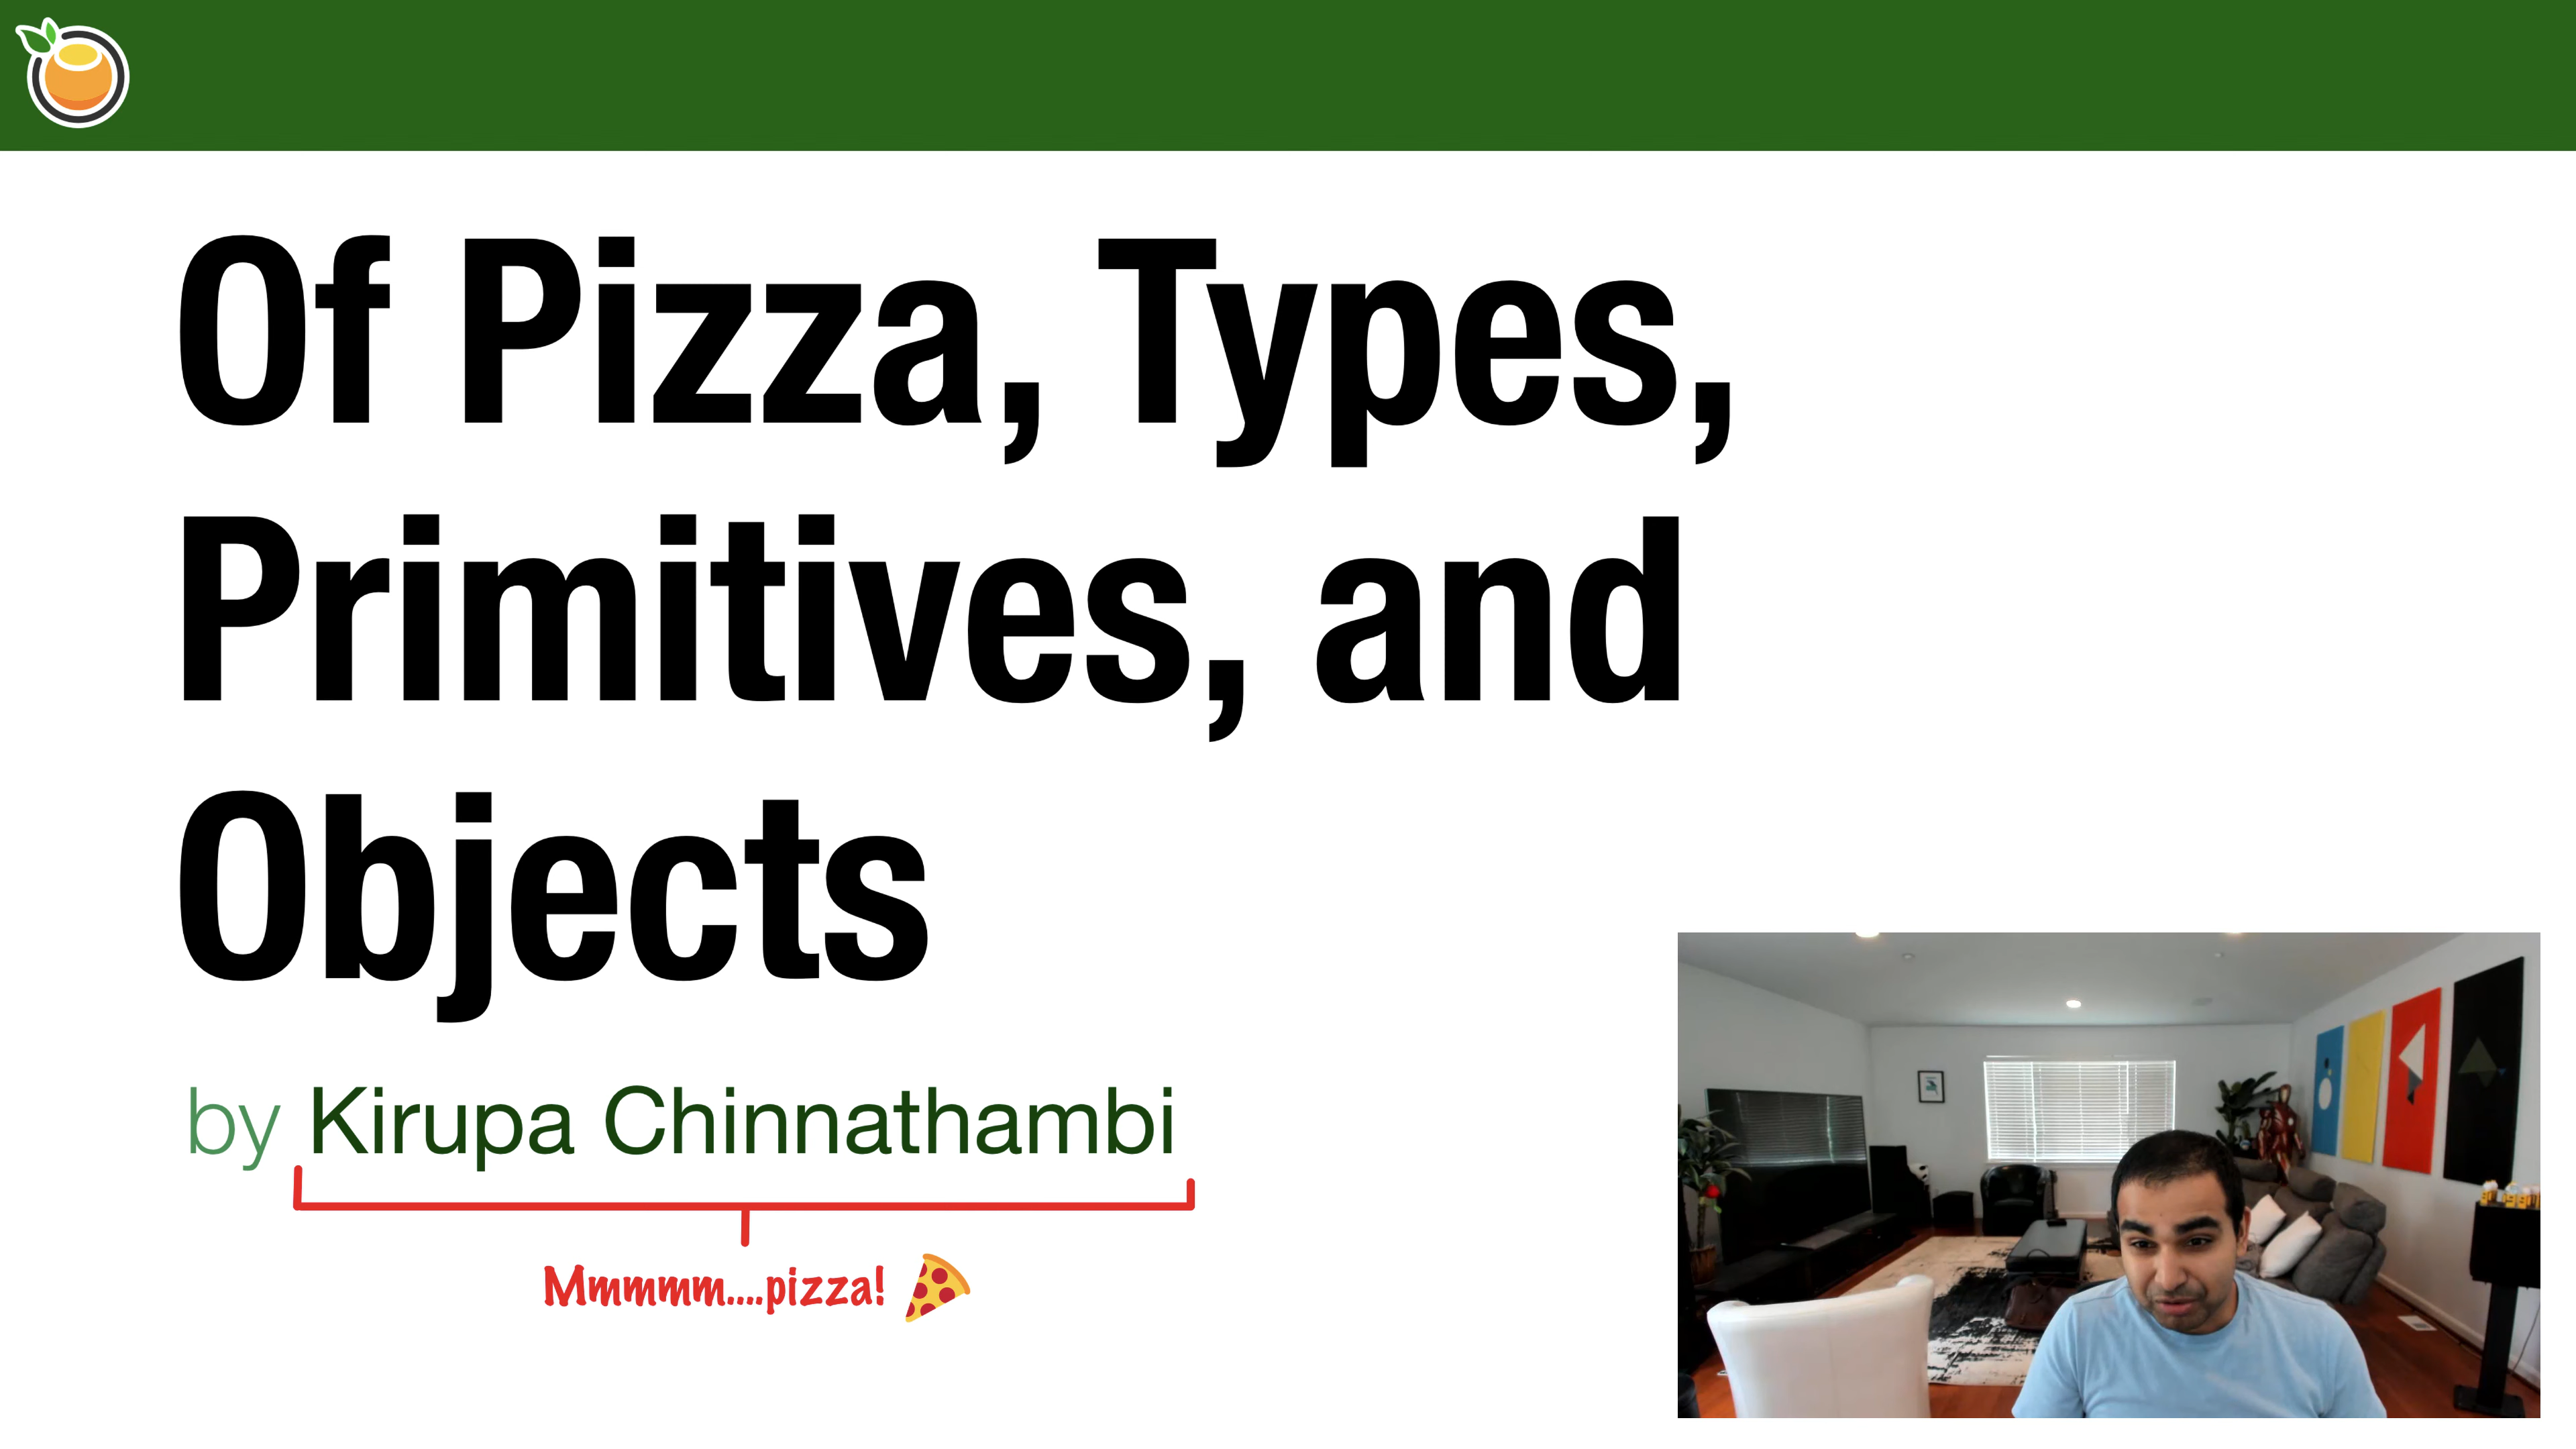 Of Pizza, Types,
Primitives, and
Objects
by Kirupa Chinnathambi
Mmmmm....pizza! 🍕